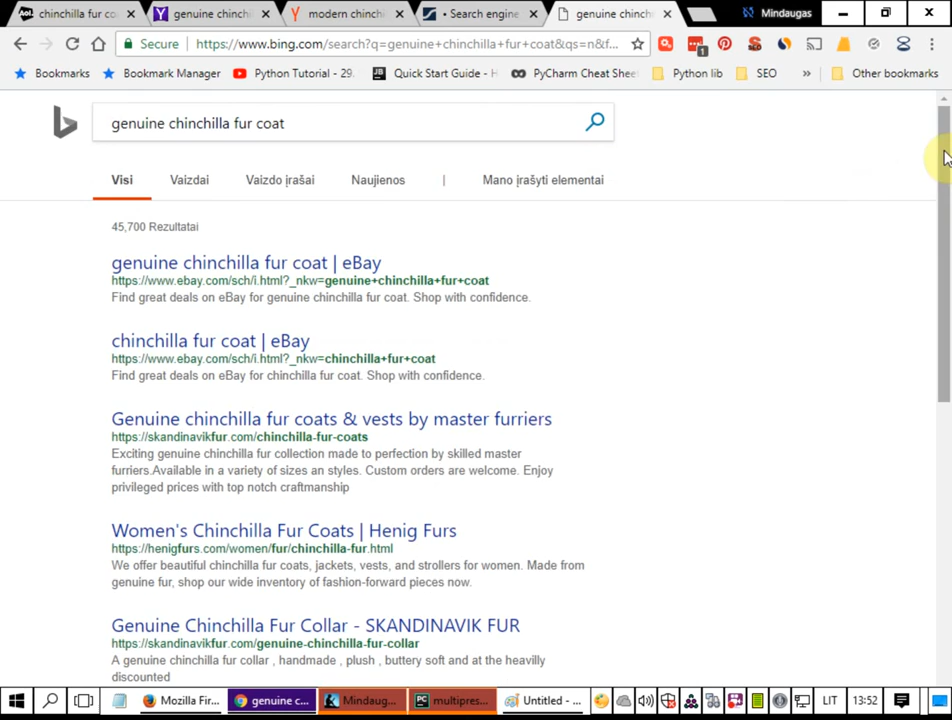 chinchilla fur co
genuine chinchi
modern chinchi
• Search engine
genuine chinchi
Mindaugas
Secure
https://www.bing.com/search?q=genuine+chinchilla+fur+coat&qs=n&f...
Bookmarks
Bookmark Manager
Python Tutorial - 29.
Quick Start Guide - H
PyCharm Cheat Shee
Python lib
SEO
»
Other bookmarks
genuine chinchilla fur coat
Visi
Vaizdai
Vaizdo įrašai
Naujienos
|
Mano įrašyti elementai
45,700 Rezultatai
genuine chinchilla fur coat | eBay
https://www.ebay.com/sch/i.html?_nkw=genuine+chinchilla+fur+coat
Find great deals on eBay for genuine chinchilla fur coat. Shop with confidence.
chinchilla fur coat | eBay
https://www.ebay.com/sch/i.html?_nkw=chinchilla+fur+coat
Find great deals on eBay for chinchilla fur coat. Shop with confidence.
Genuine chinchilla fur coats & vests by master furriers
https://skandinavikfur.com/chinchilla-fur-coats
Exciting genuine chinchilla fur collection made to perfection by skilled master
furriers.Available in a variety of sizes an styles. Custom orders are welcome. Enjoy
privileged prices with top notch craftmanship
Women's Chinchilla Fur Coats | Henig Furs
https://henigfurs.com/women/fur/chinchilla-fur.html
We offer beautiful chinchilla fur coats, jackets, vests, and strollers for women. Made from
genuine fur, shop our wide inventory of fashion-forward pieces now.
Genuine Chinchilla Fur Collar - SKANDINAVIK FUR
https://skandinavikfur.com/genuine-chinchilla-fur-collar
A genuine chinchilla fur collar , handmade , plush , buttery soft and at the heavilly
discounted
Mozilla Fir...
genuine c...
Mindaug...
multipres...
Untitled - ...
LIT
13:52